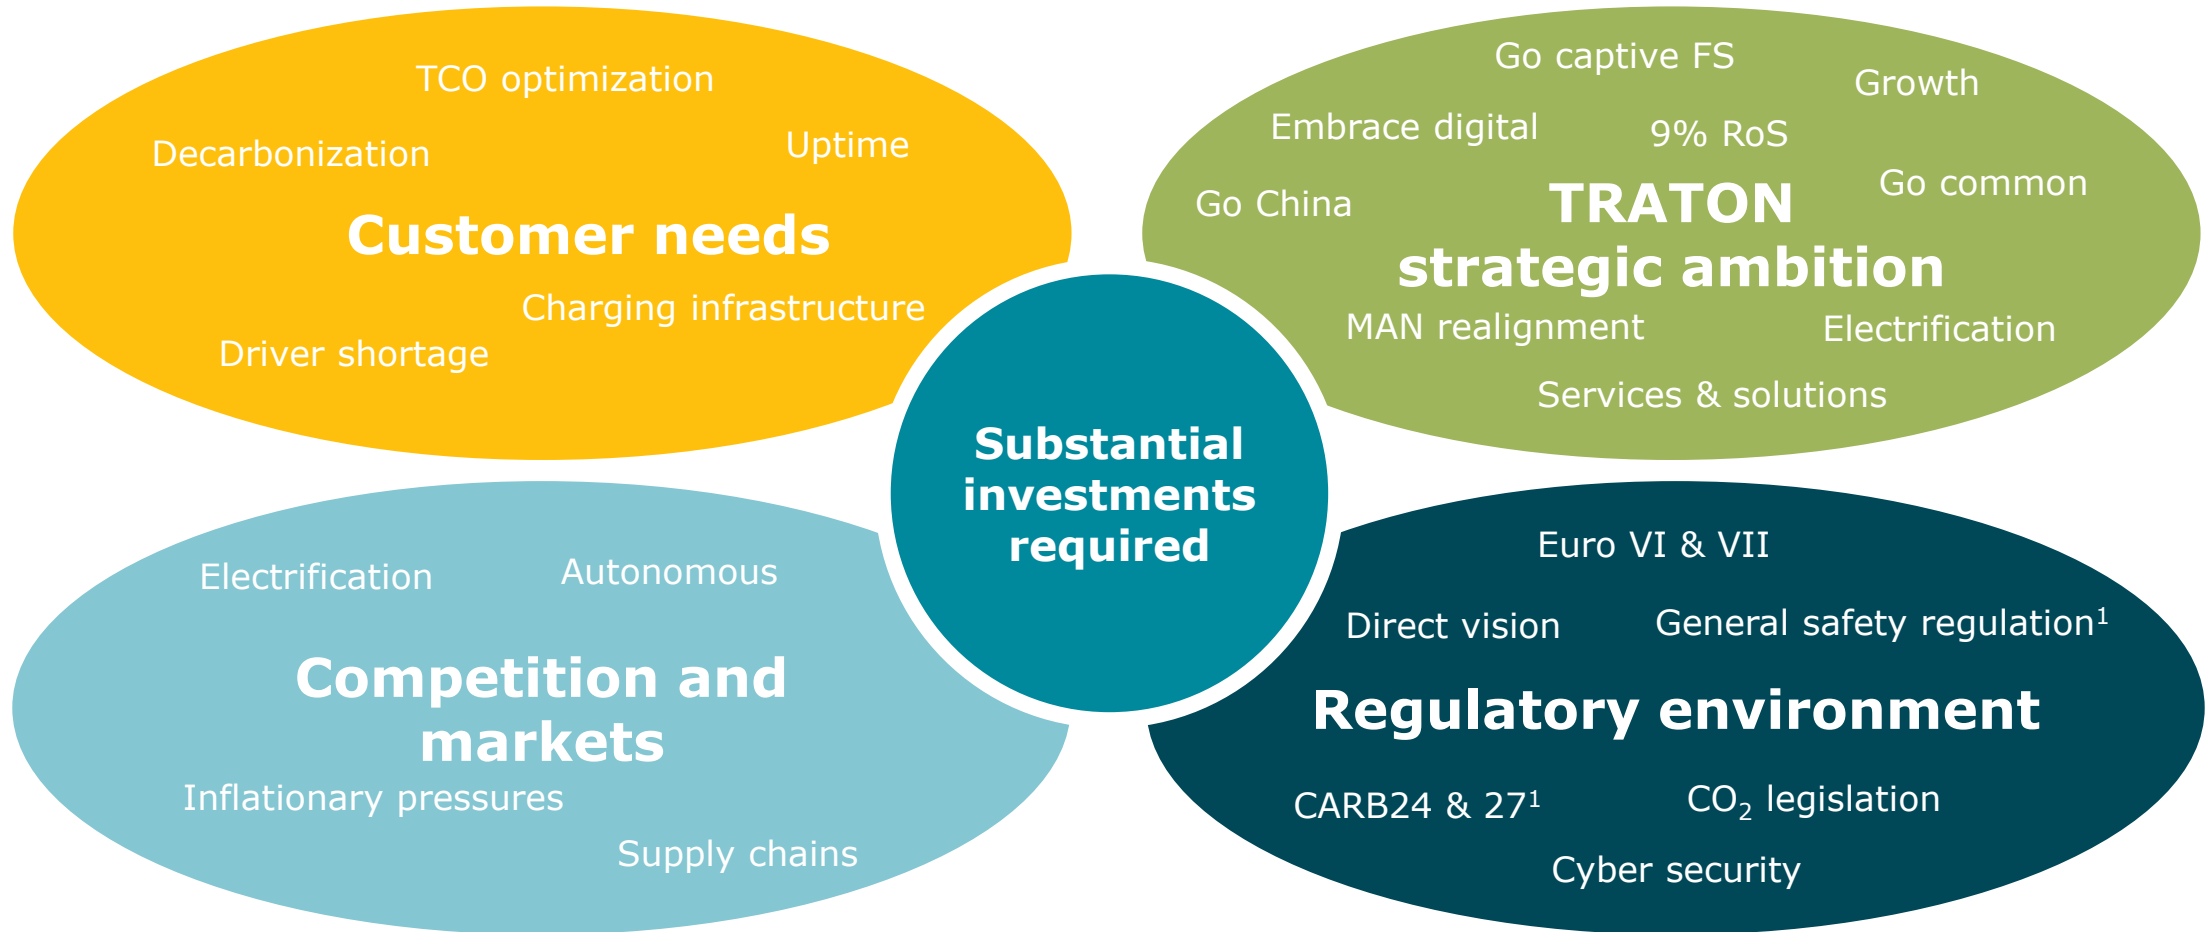 TCO optimization
Decarbonization
Uptime
Customer needs
Charging infrastructure
Driver shortage
Go captive FS
Growth
Embrace digital
9% RoS
Go China
Go common
TRATON
strategic ambition
MAN realignment
Electrification
Services & solutions
Substantial
investments
required
Electrification
Autonomous
Competition and
markets
Inflationary pressures
Supply chains
Euro VI & VII
Direct vision
General safety regulation¹
Regulatory environment
CARB24 & 27¹
CO₂ legislation
Cyber security